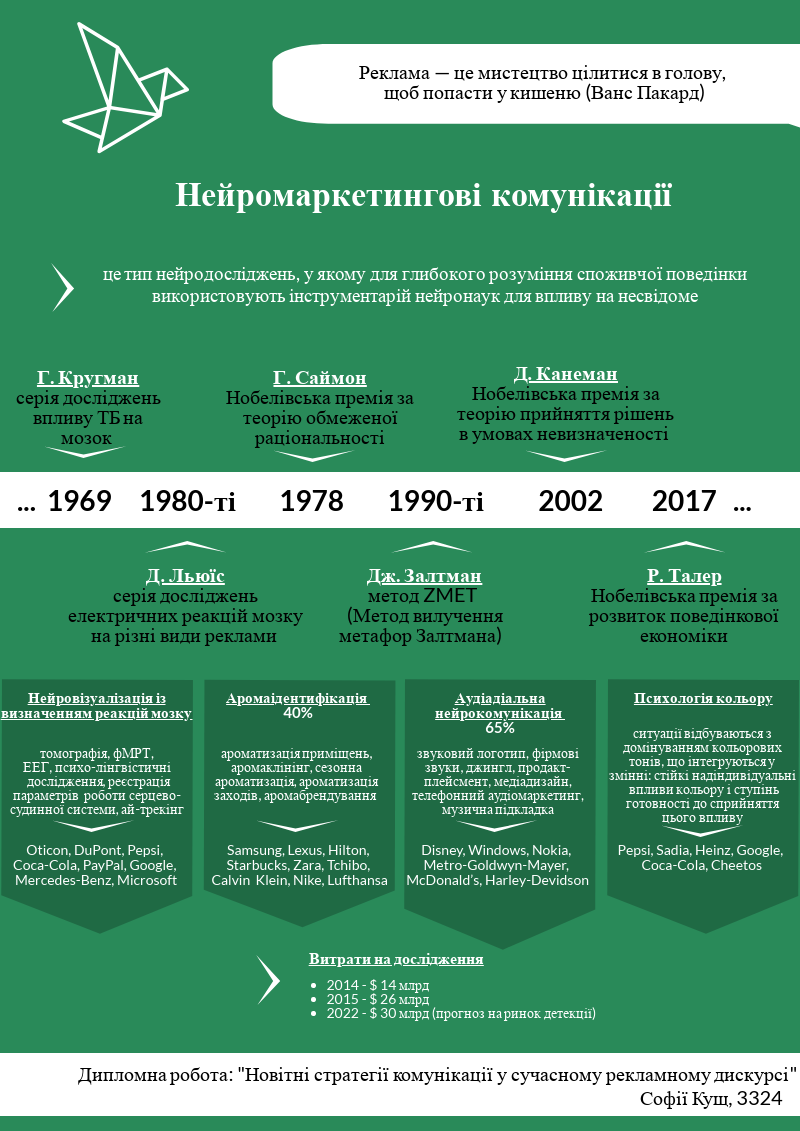 Реклама — це мистецтво цілитися в голову,
щоб попасти у кишеню (Ванс Пакард)
Нейромаркетингові комунікації
це тип нейродосліджень, у якому для глибокого розуміння споживчої поведінки
використовують інструментарій нейронаук для впливу на несвідоме
Г. Кругман
серія досліджень
впливу ТБ на
мозок
Г. Саймон
Нобелівська премія за
теорію обмеженої
раціональності
Д. Канеман
Нобелівська премія за
теорію прийняття рішень
в умовах невизначеності
... 1969 1980-ті 1978 1990-ті 2002 2017 ...
Д. Льюїс
серія досліджень
електричних реакцій мозку
на різні види реклами
Дж. Залтман
метод ZMET
(Метод вилучення
метафор Залтмана)
Р. Талер
Нобелівська премія за
розвиток поведінкової
економіки
Нейровізуалізація із
визначенням реакцій мозку
томографія, фМРТ,
ЕЕГ, психо-лінгвістичні
дослідження, реєстрація
параметрів роботи серцево-
судинної системи, ай-трекінг
Oticon, DuPont, Pepsi,
Coca-Cola, PayPal, Google,
Mercedes-Benz, Microsoft
Аромаідентифікація
40%
ароматизація приміщень,
аромаклінінг, сезонна
ароматизація, ароматизація
заходів, аромабрендування
Samsung, Lexus, Hilton,
Starbucks, Zara, Tchibo,
Calvin Klein, Nike, Lufthansa
Аудіадіальна
нейрокомунікація
65%
звуковий логотип, фірмові
звуки, джингл, продакт-
плейсмент, медіадизайн,
телефонний аудіомаркетинг,
музична підкладка
Disney, Windows, Nokia,
Metro-Goldwyn-Mayer,
McDonald’s, Harley-Davidson
Психологія кольору
ситуації відбуваються з
домінуванням кольорових
тонів, що інтегруються у
змінні: стійкі надіндивідуальні
впливи кольору і ступінь
готовності до сприйняття
цього впливу
Pepsi, Sadia, Heinz, Google,
Coca-Cola, Cheetos
Витрати на дослідження
• 2014 - $ 14 млрд
• 2015 - $ 26 млрд
• 2022 - $ 30 млрд (прогноз на ринок детекції)
Дипломна робота: "Новітні стратегії комунікації у сучасному рекламному дискурсі"
Софії Кущ, 3324